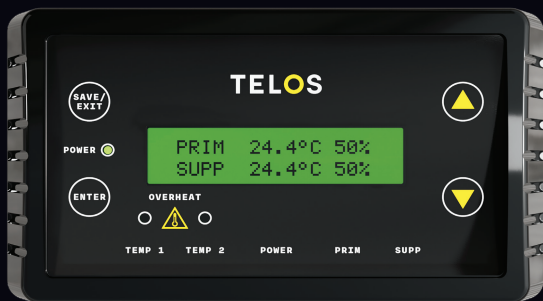 TELOS
SAVE/
EXIT
POWER
PRIM 24.4°C 50%
SUPP 24.4°C 50%
ENTER
OVERHEAT
TEMP 1 TEMP 2 POWER PRIM SUPP